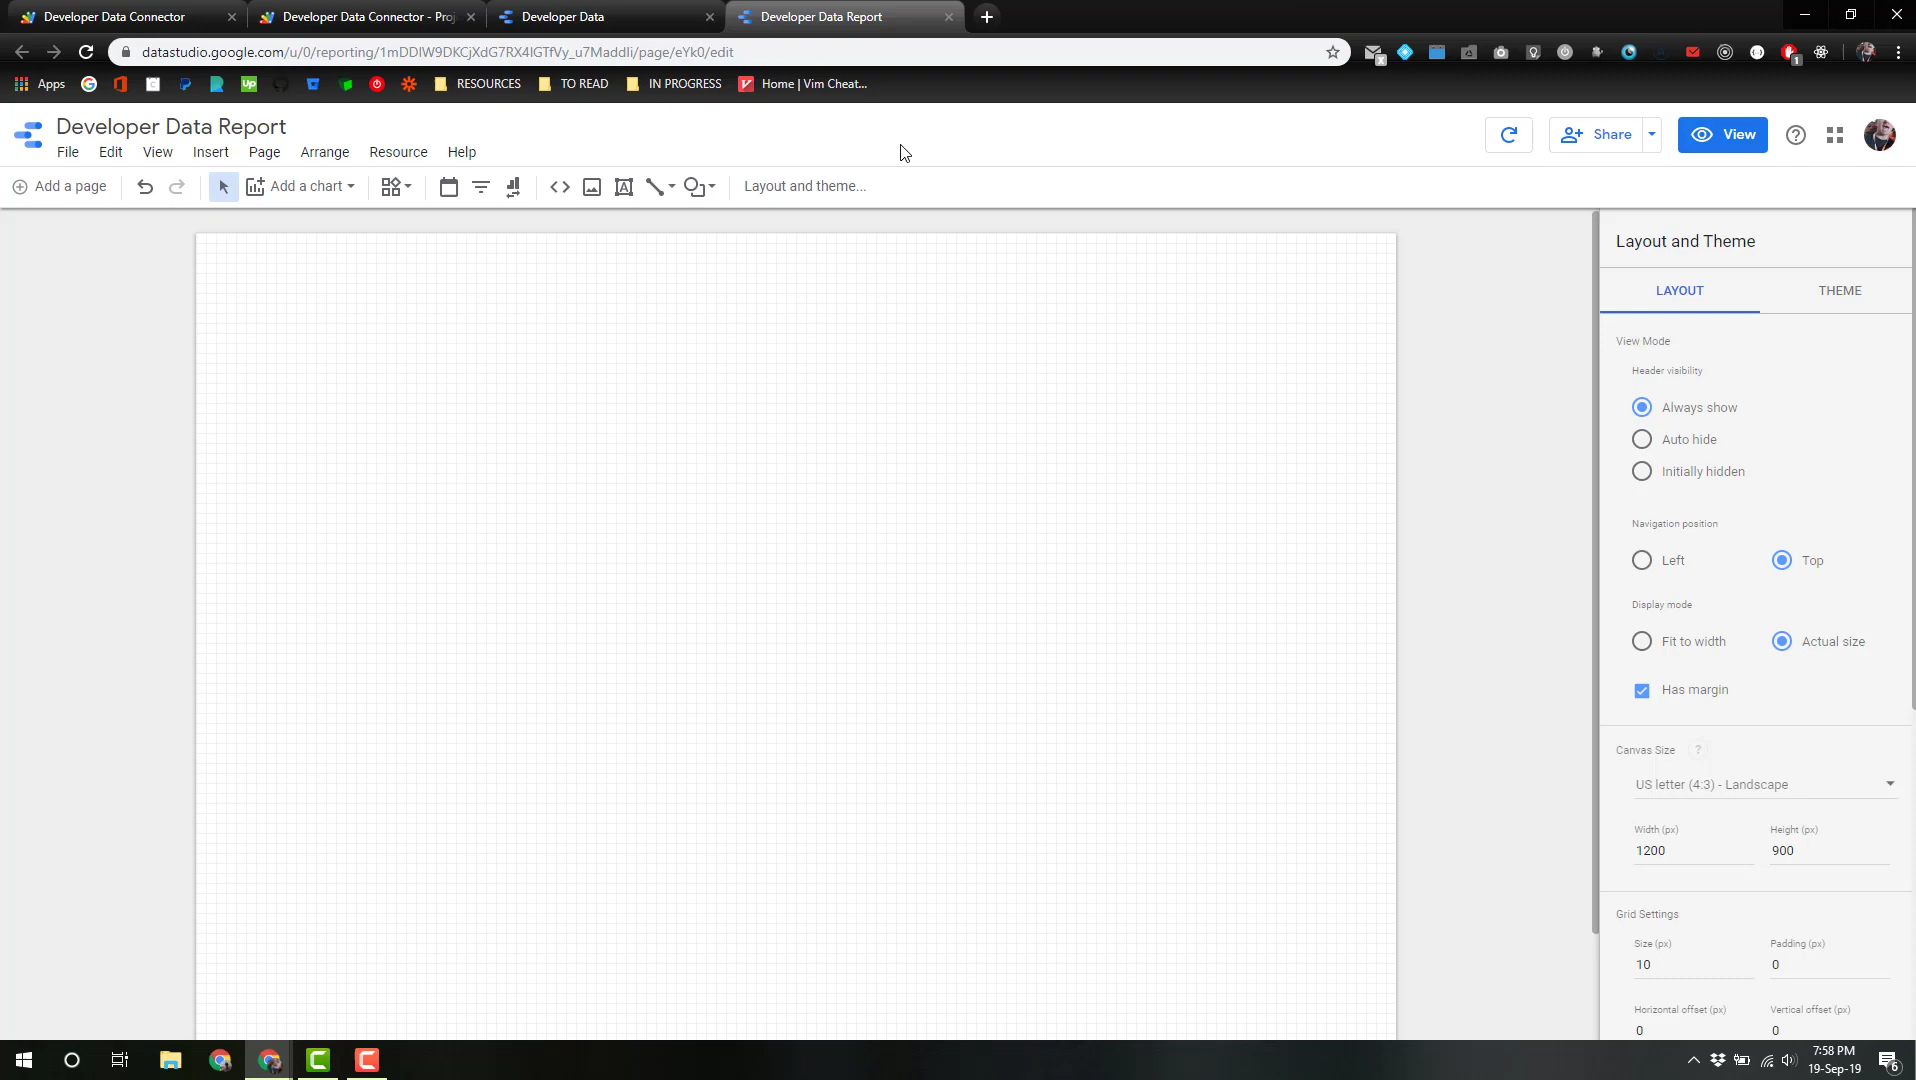 Developer Data Connector
Developer Data Connector - Proj
Developer Data
Developer Data Report
datastudio.google.com/u/0/reporting/1mDDlW9DKCjXdG7RX4lGTfVy_u7Maddli/page/eYk0/edit
Apps
RESOURCES
TO READ
IN PROGRESS
Home | Vim Cheat...
Developer Data Report
File
Edit
View
Insert
Page
Arrange
Resource
Help
Share
View
Add a page
Add a chart
Layout and theme...
Layout and Theme
LAYOUT
THEME
View Mode
Header visibility
Always show
Auto hide
Initially hidden
Navigation position
Left
Top
Display mode
Fit to width
Actual size
Has margin
Canvas Size
?
US letter (4:3) - Landscape
Width (px)
Height (px)
1200
900
Grid Settings
Size (px)
Padding (px)
10
0
Horizontal offset (px)
Vertical offset (px)
0
0
7:58 PM
19-Sep-19
6